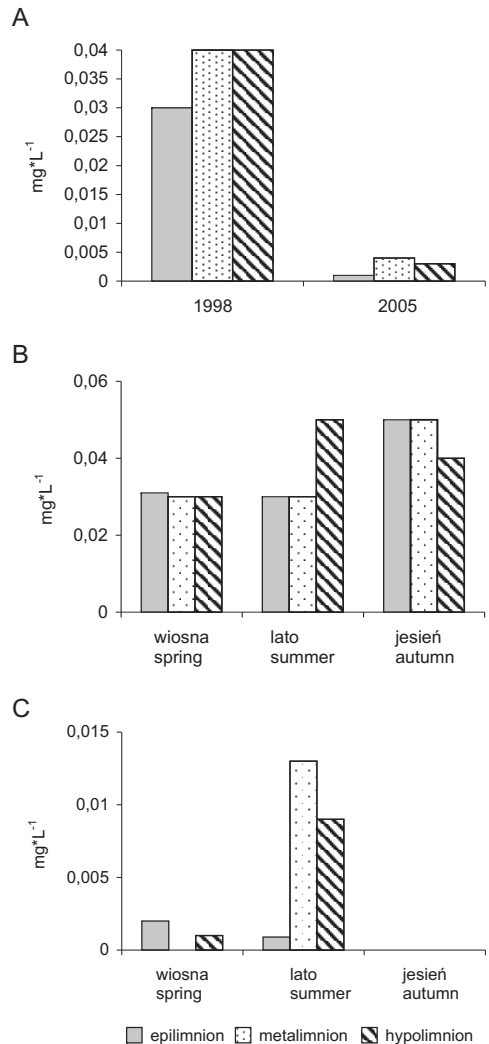 A
0,04
0,035
0,03
0,025
0,02
0,015
0,01
0,005
0
mg*L-1
1998 2005
B
0,06
0,04
0,02
0
mg*L-1
wiosna lato jesień
spring summer autumn
C
0,015
0,01
0,005
0
mg*L-1
wiosna lato jesień
spring summer autumn
epilimnion metalimnion hypolimnion